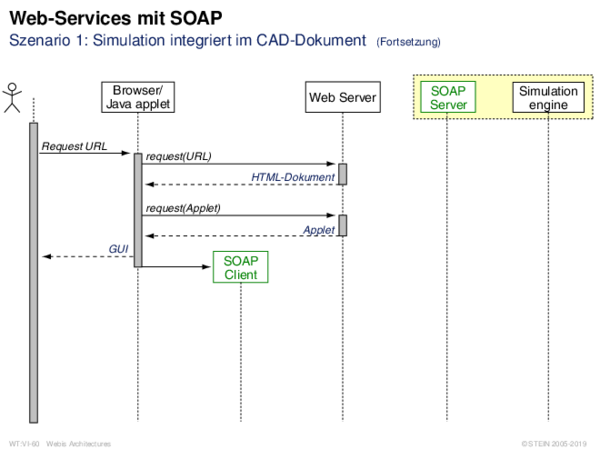 Web-Services mit SOAP
Szenario 1: Simulation integriert im CAD-Dokument (Fortsetzung)
Browser/
Java applet
Web Server
SOAP
Server
Simulation
engine
Request URL
request(URL)
HTML-Dokument
request(Applet)
Applet
GUI
SOAP
Client
WT:VI-60 Webis Architectures
© STEIN 2005-2019